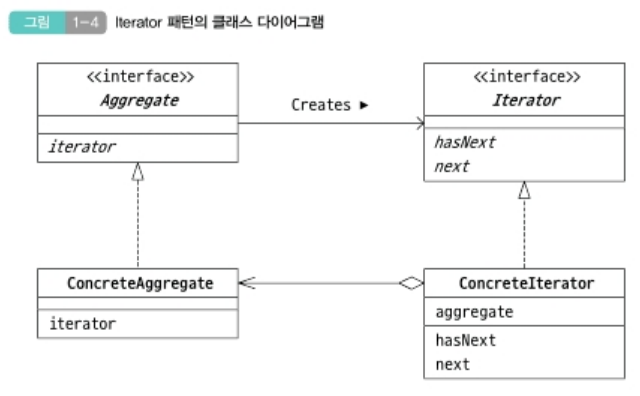 그림 1-4 Iterator 패턴의 클래스 다이어그램
<<interface>>
Aggregate
iterator
Creates ▶
<<interface>>
Iterator
hasNext
next
ConcreteAggregate
iterator
ConcreteIterator
aggregate
hasNext
next